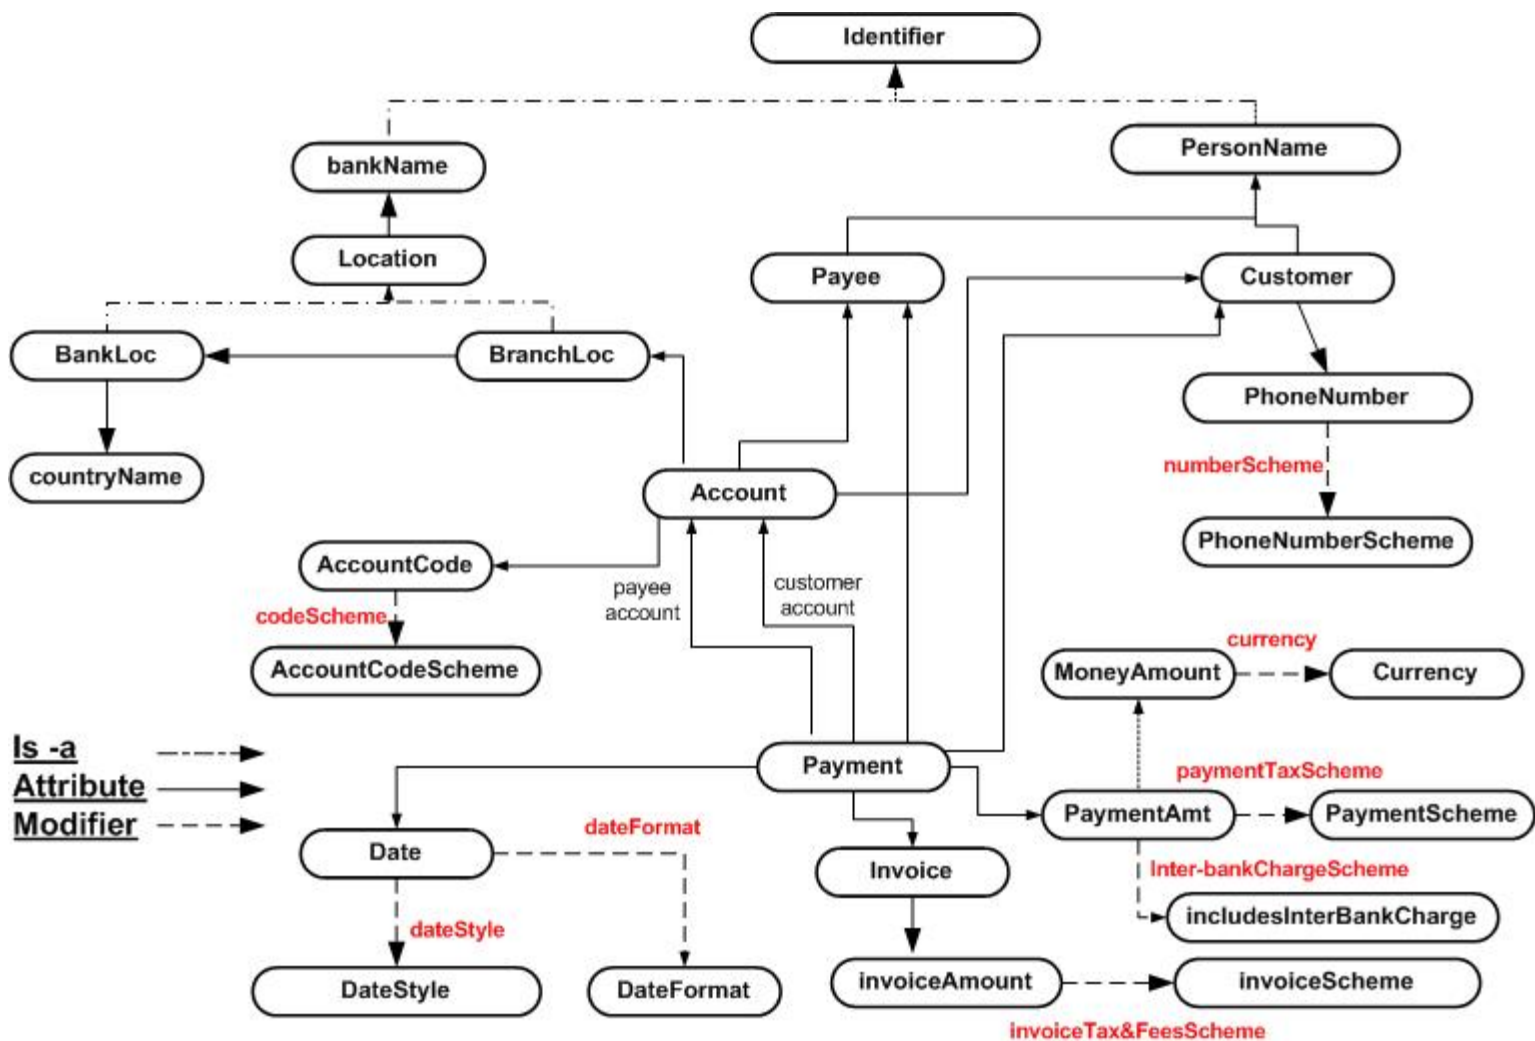 Identifier
bankName
PersonName
Location
Payee
Customer
BankLoc
BranchLoc
PhoneNumber
countryName
numberScheme
Account
PhoneNumberScheme
AccountCode
payee
account
customer
account
codeScheme
AccountCodeScheme
currency
MoneyAmount
Currency
Is -a
Attribute
Modifier
Payment
paymentTaxScheme
PaymentAmt
PaymentScheme
dateFormat
Date
Invoice
Inter-bankChargeScheme
includesInterBankCharge
dateStyle
DateStyle
DateFormat
invoiceAmount
invoiceScheme
invoiceTax&FeesScheme